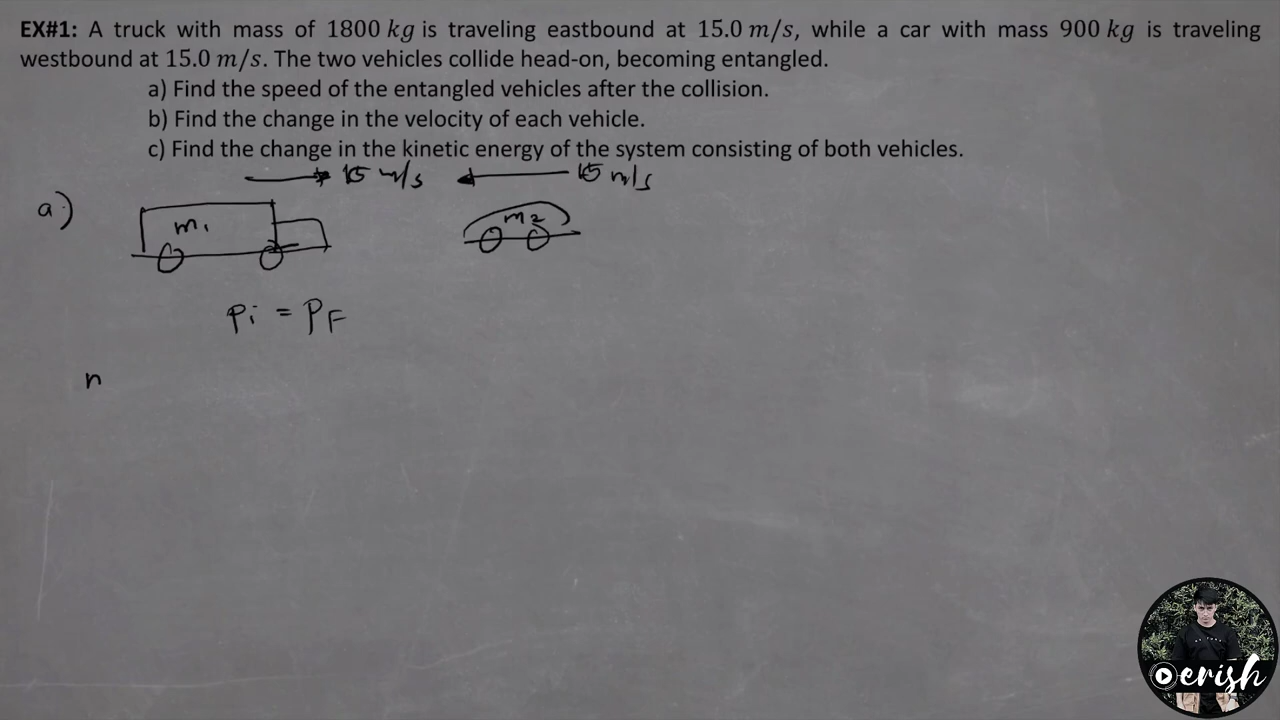 EX#1: A truck with mass of 1800 kg is traveling eastbound at 15.0 m/s, while a car with mass 900 kg is traveling
westbound at 15.0 m/s. The two vehicles collide head-on, becoming entangled.
a) Find the speed of the entangled vehicles after the collision.
b) Find the change in the velocity of each vehicle.
c) Find the change in the kinetic energy of the system consisting of both vehicles.
15 m/s 15 m/s
a) m₁ m₂
Pi = PF
n
erish